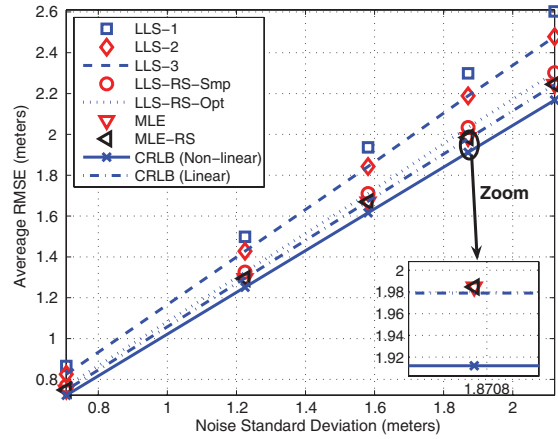 2.6
2.4
2.2
2
1.8
1.6
1.4
1.2
1
0.8
Avereage RMSE (meters)
LLS−1
LLS−2
LLS−3
LLS−RS−Smp
LLS−RS−Opt
MLE
MLE−RS
CRLB (Non−linear)
CRLB (Linear)
Zoom
2
1.98
1.96
1.94
1.92
1.8708
0.8 1 1.2 1.4 1.6 1.8 2
Noise Standard Deviation (meters)